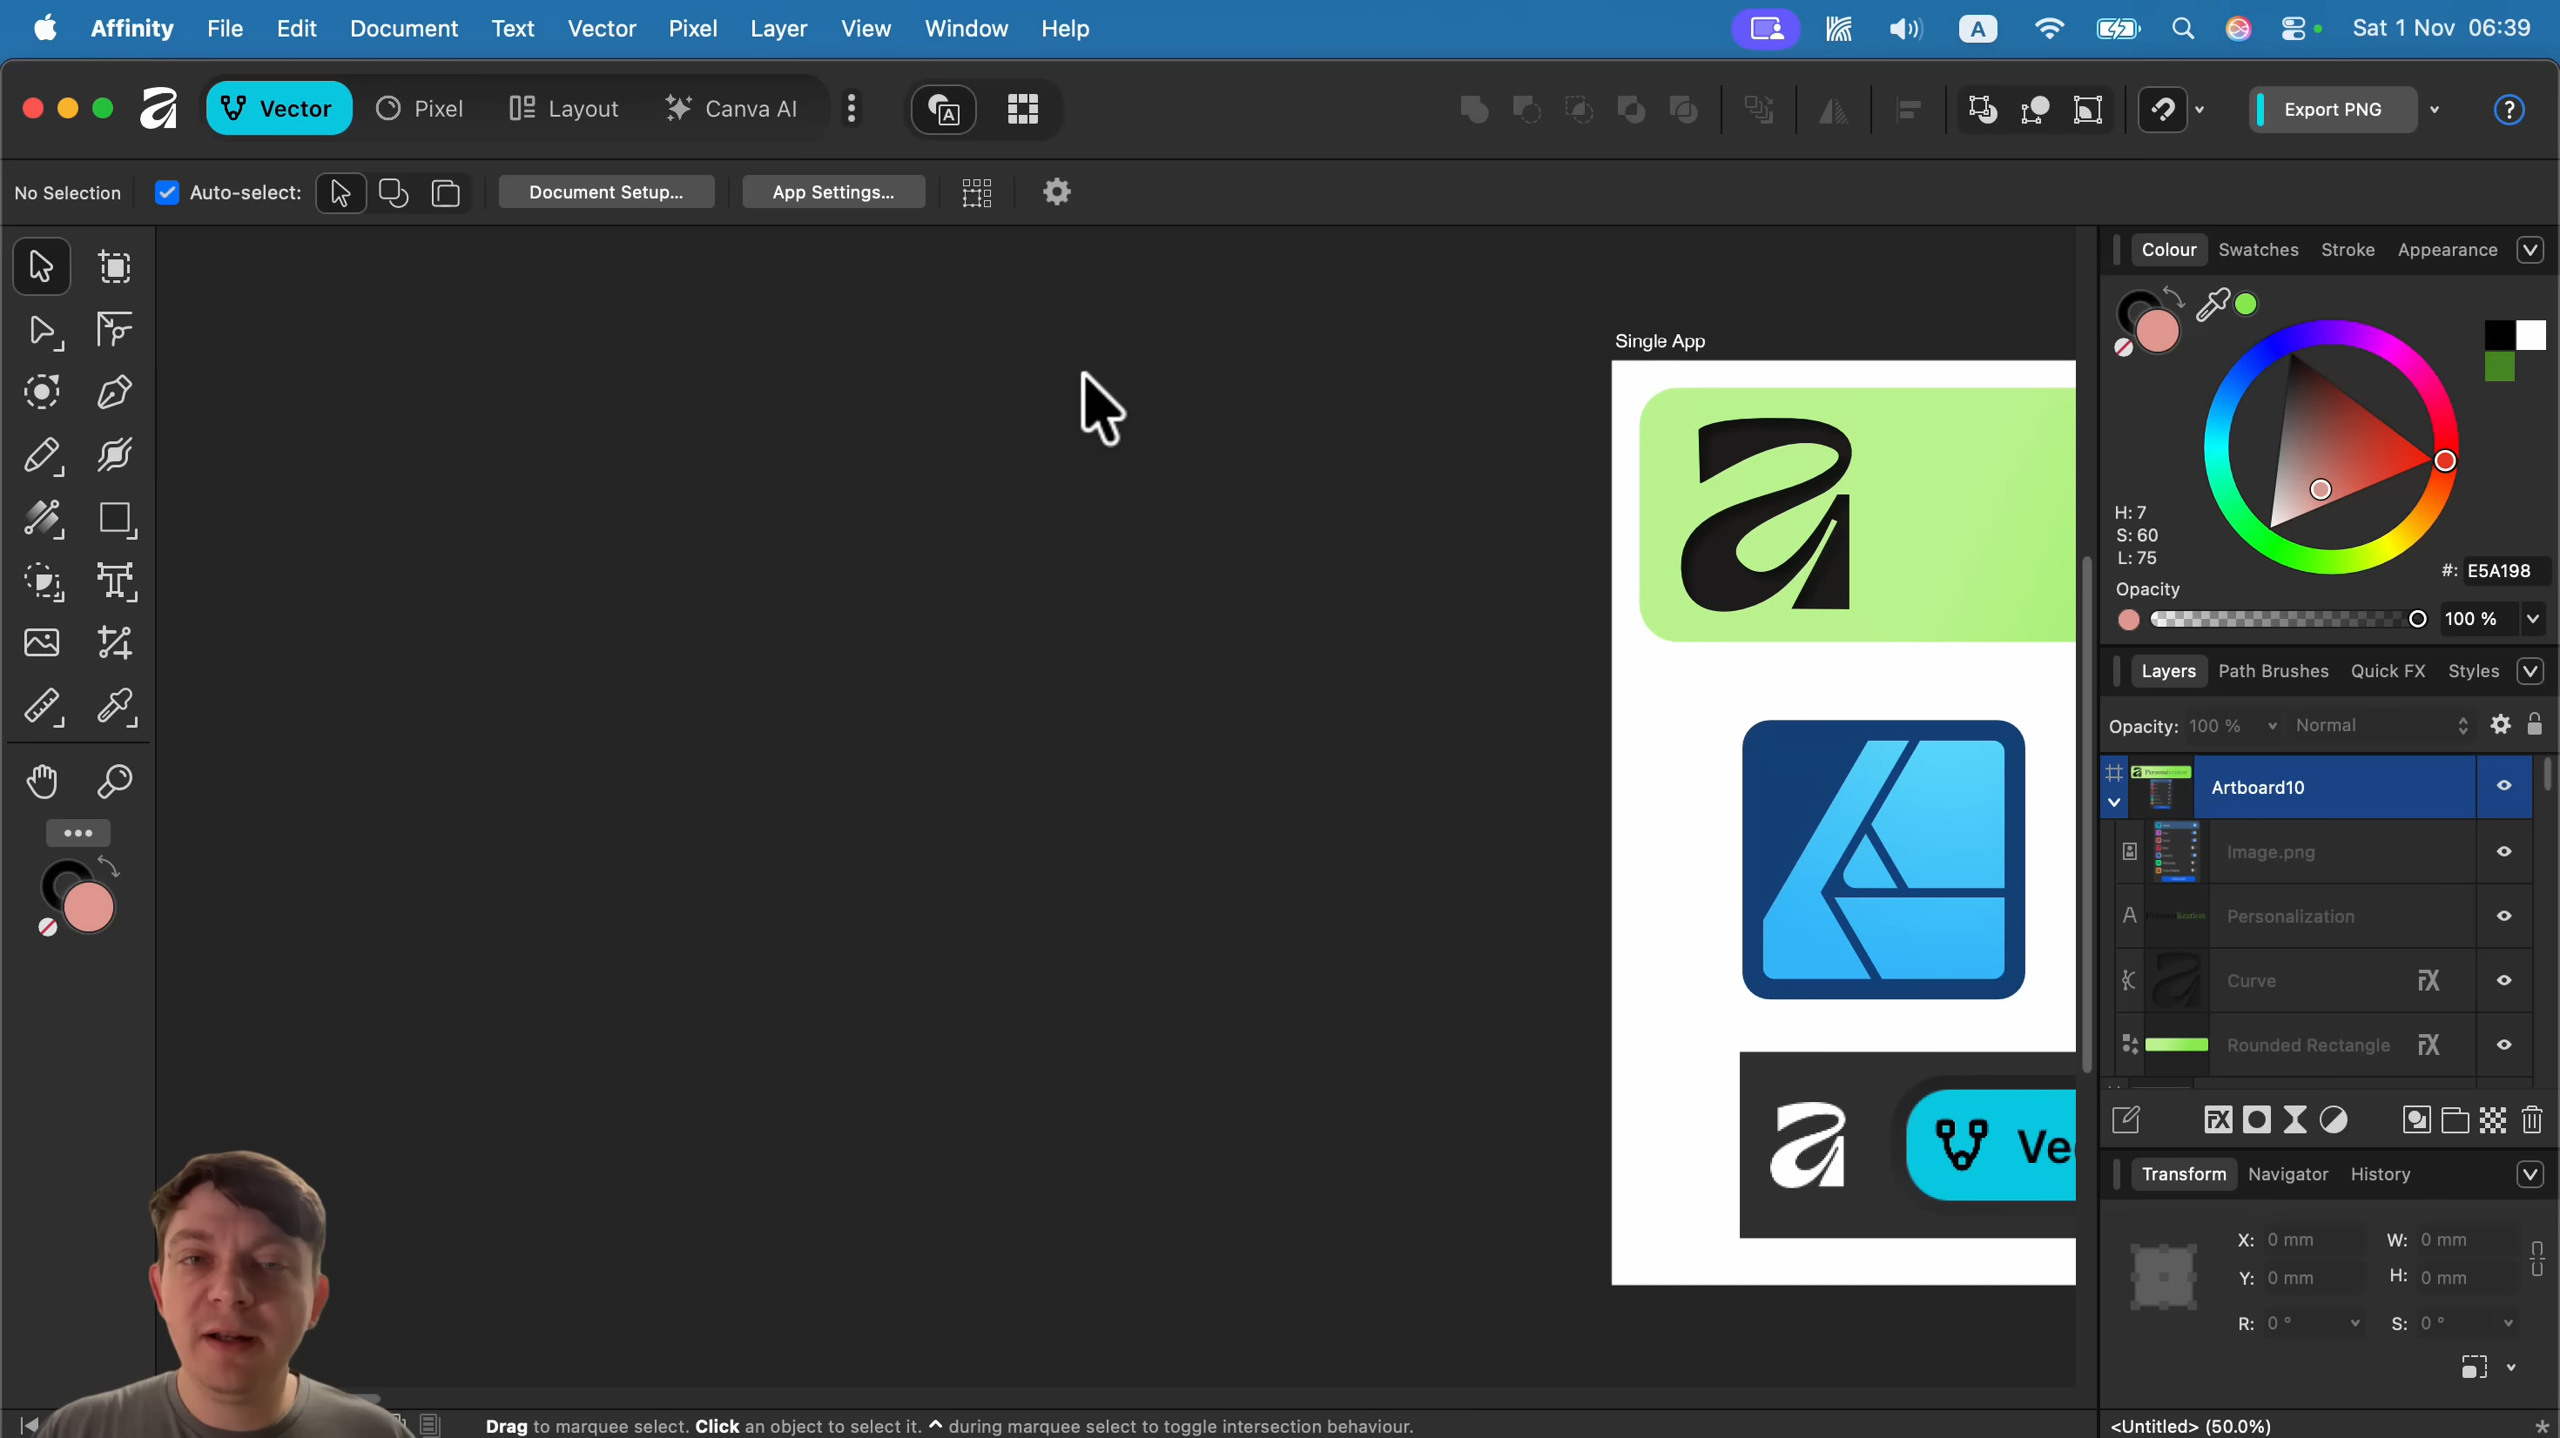 Affinity File Edit Document Text Vector Pixel Layer View Window Help
A
Sat 1 Nov 06:39
Vector Pixel Layout Canva AI
A
Export PNG
?
No Selection
Auto-select:
Document Setup...
App Settings...
Colour Swatches Stroke Appearance
H: 7
S: 60
L: 75
#: E5A198
Opacity
100 %
Single App
Layers Path Brushes Quick FX Styles
Opacity: 100 % Normal
Artboard10
Image.png
A Personalization
Curve
Rounded Rectangle
Transform Navigator History
X: 0 mm W: 0 mm
Y: 0 mm H: 0 mm
R: 0 ° S: 0 °
Ve
Drag to marquee select. Click an object to select it. ^ during marquee select to toggle intersection behaviour.
<Untitled> (50.0%)